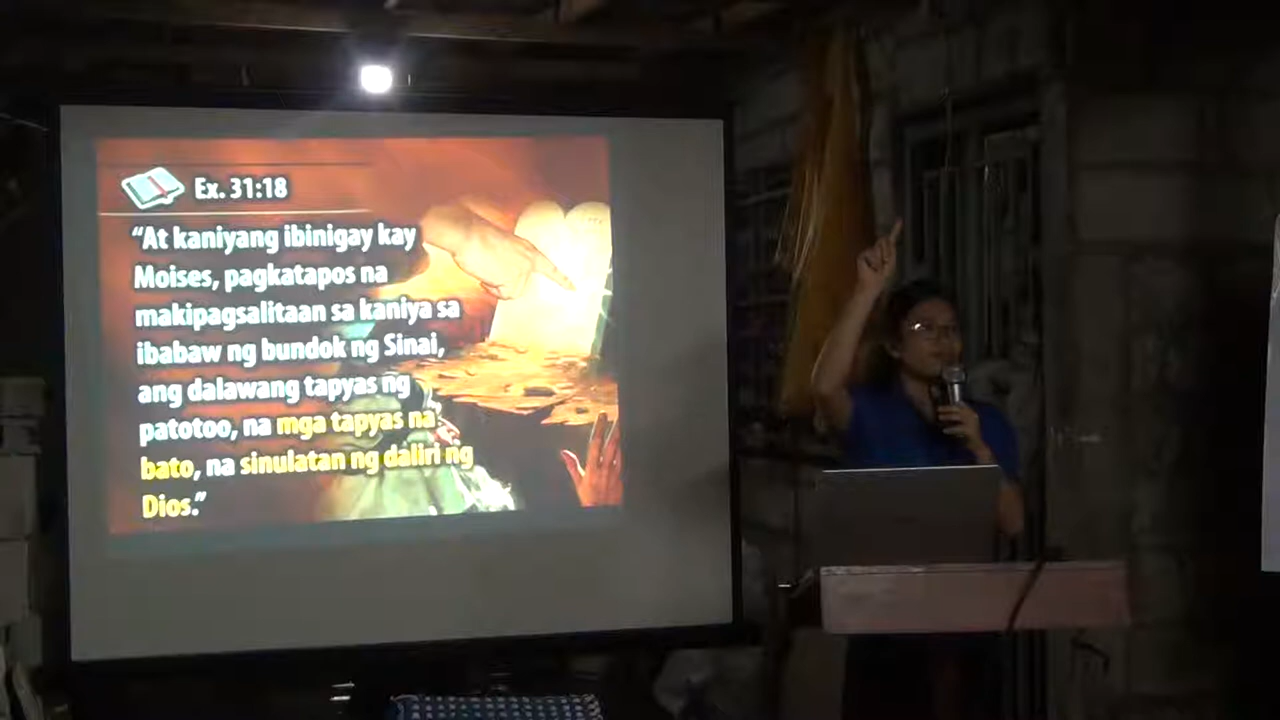 Ex. 31:18
“At kaniyang ibinigay kay
Moises, pagkatapos na
makipagsalitaan sa kaniya sa
ibabaw ng bundok ng Sinai,
ang dalawang tapyas ng
patotoo, na mga tapyas na
bato, na sinulatan ng daliri ng
Dios.”